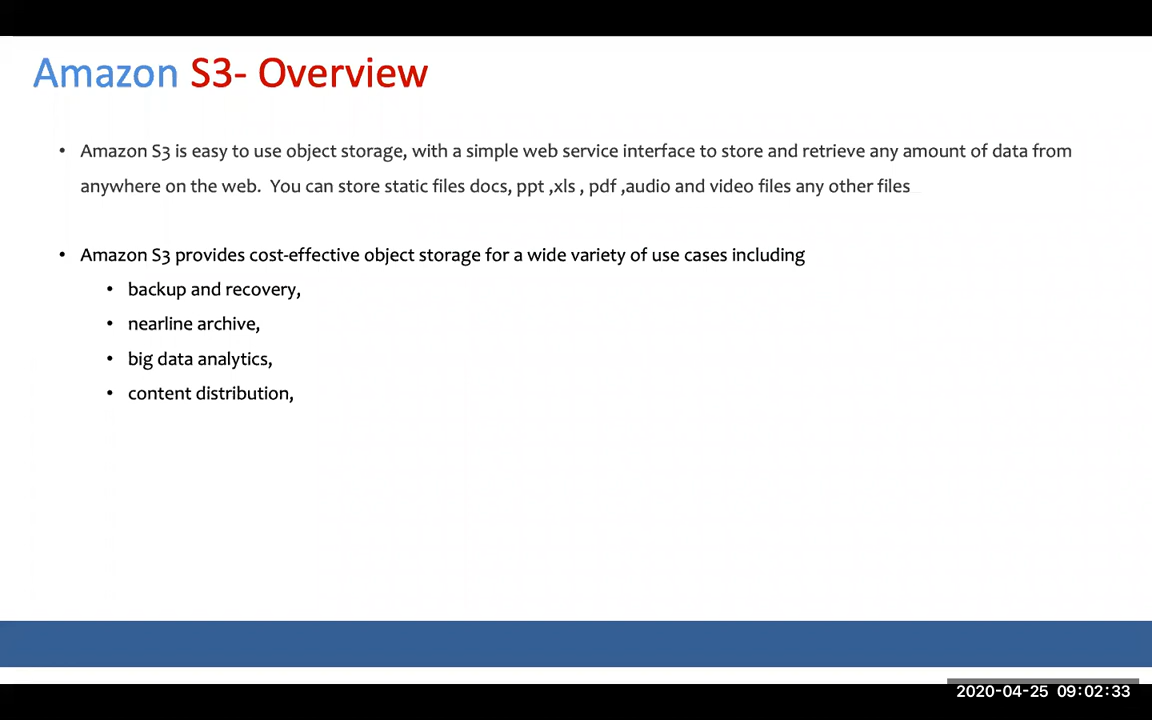 Amazon S3- Overview
• Amazon S3 is easy to use object storage, with a simple web service interface to store and retrieve any amount of data from
anywhere on the web.  You can store static files docs, ppt ,xls , pdf ,audio and video files any other files
• Amazon S3 provides cost-effective object storage for a wide variety of use cases including
• backup and recovery,
• nearline archive,
• big data analytics,
• content distribution,
2020-04-25 09:02:33